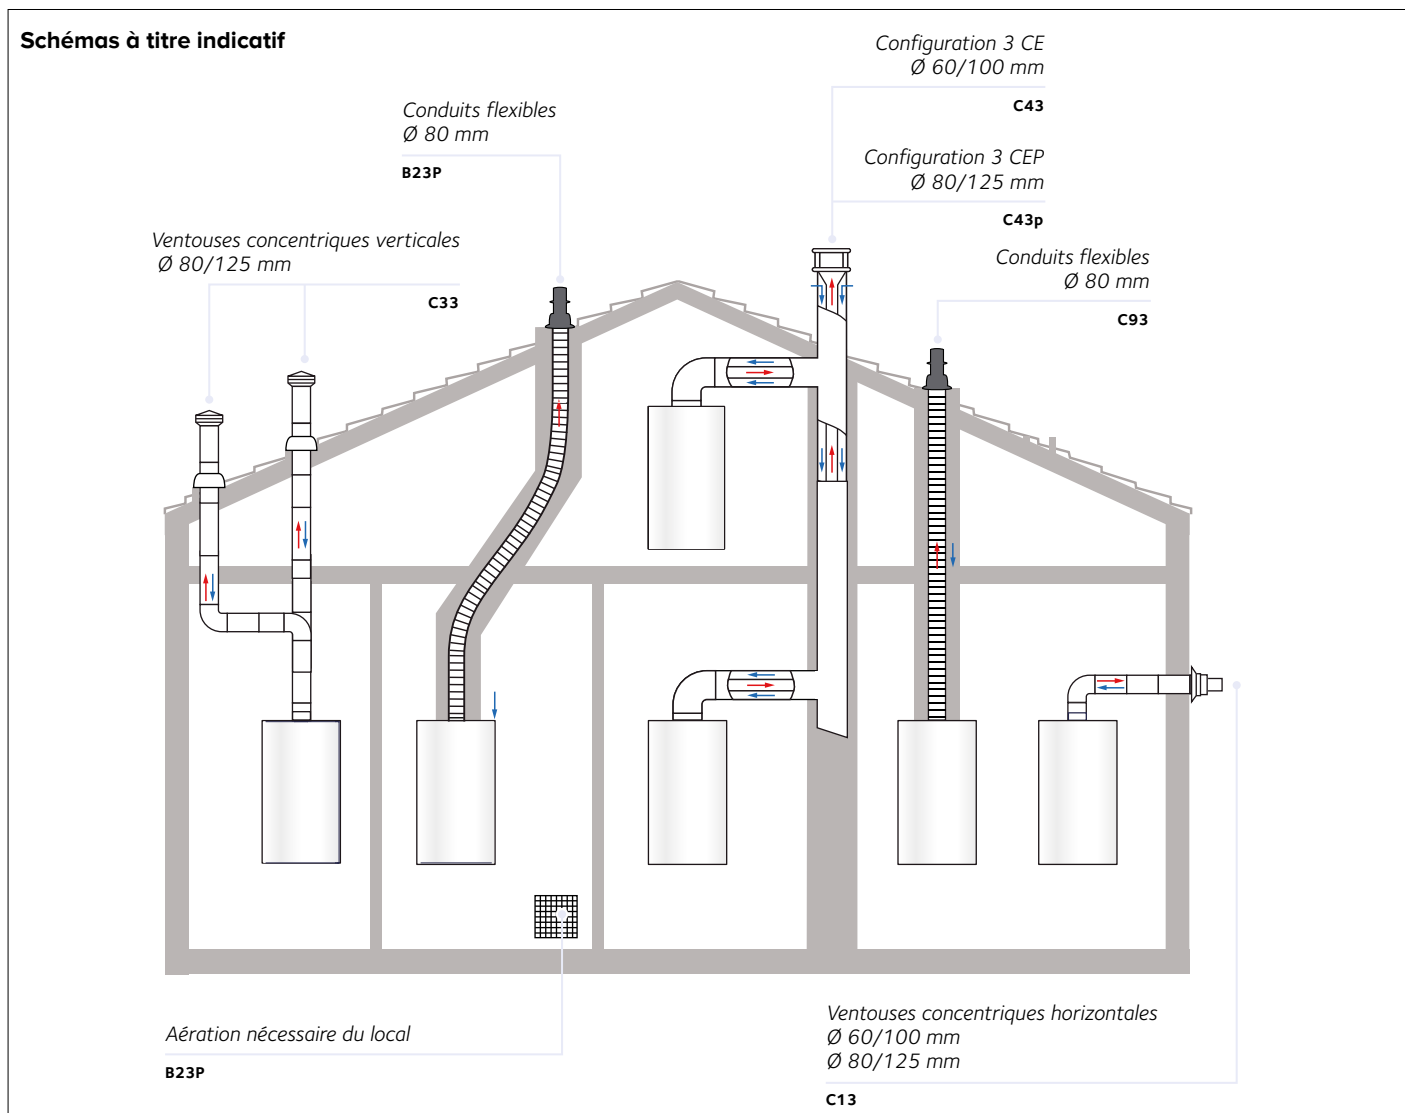 Schémas à titre indicatif
Configuration 3 CE
Ø 60/100 mm
C43
Conduits flexibles
Ø 80 mm
B23P
Configuration 3 CEP
Ø 80/125 mm
C43p
Ventouses concentriques verticales
Ø 80/125 mm
C33
Conduits flexibles
Ø 80 mm
C93
Aération nécessaire du local
B23P
Ventouses concentriques horizontales
Ø 60/100 mm
Ø 80/125 mm
C13